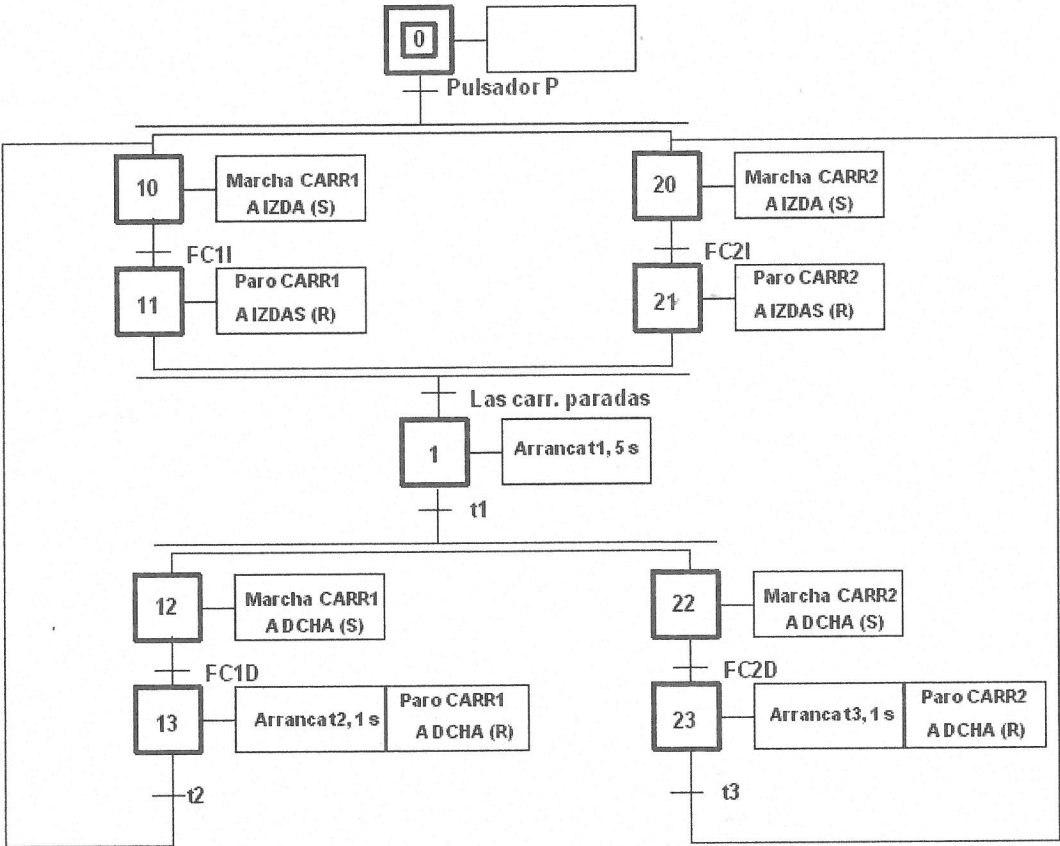 0
Pulsador P
10
Marcha CARR1
A IZDA (S)
20
Marcha CARR2
A IZDA (S)
FC1I
FC2I
11
Paro CARR1
A IZDAS (R)
21
Paro CARR2
A IZDAS (R)
Las carr. paradas
1
Arranca t1, 5 s
t1
12
Marcha CARR1
A DCHA (S)
22
Marcha CARR2
A DCHA (S)
FC1D
FC2D
13
Arranca t2, 1 s
Paro CARR1
A DCHA (R)
23
Arranca t3, 1 s
Paro CARR2
A DCHA (R)
t2
t3